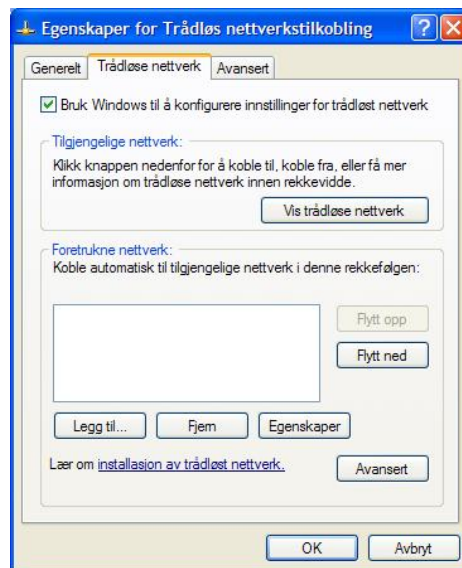 Egenskaper for Trådløs nettverkstilkobling
Generelt Trådløse nettverk Avansert
Bruk Windows til å konfigurere innstillinger for trådløst nettverk
Tilgjengelige nettverk:
Klikk knappen nedenfor for å koble til, koble fra, eller få mer
informasjon om trådløse nettverk innen rekkevidde.
Vis trådløse nettverk
Foretrukne nettverk:
Koble automatisk til tilgjengelige nettverk i denne rekkefølgen:
Flytt opp
Flytt ned
Legg til... Fjern Egenskaper
Lær om installasjon av trådløst nettverk. Avansert
OK Avbryt